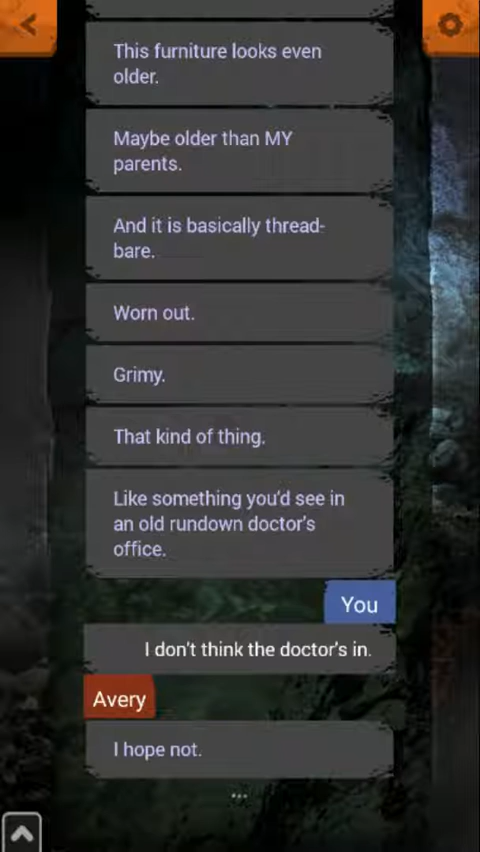 This furniture looks even
older.
Maybe older than MY
parents.
And it is basically thread-
bare.
Worn out.
Grimy.
That kind of thing.
Like something you'd see in
an old rundown doctor's
office.
You
I don't think the doctor's in.
Avery
I hope not.
...